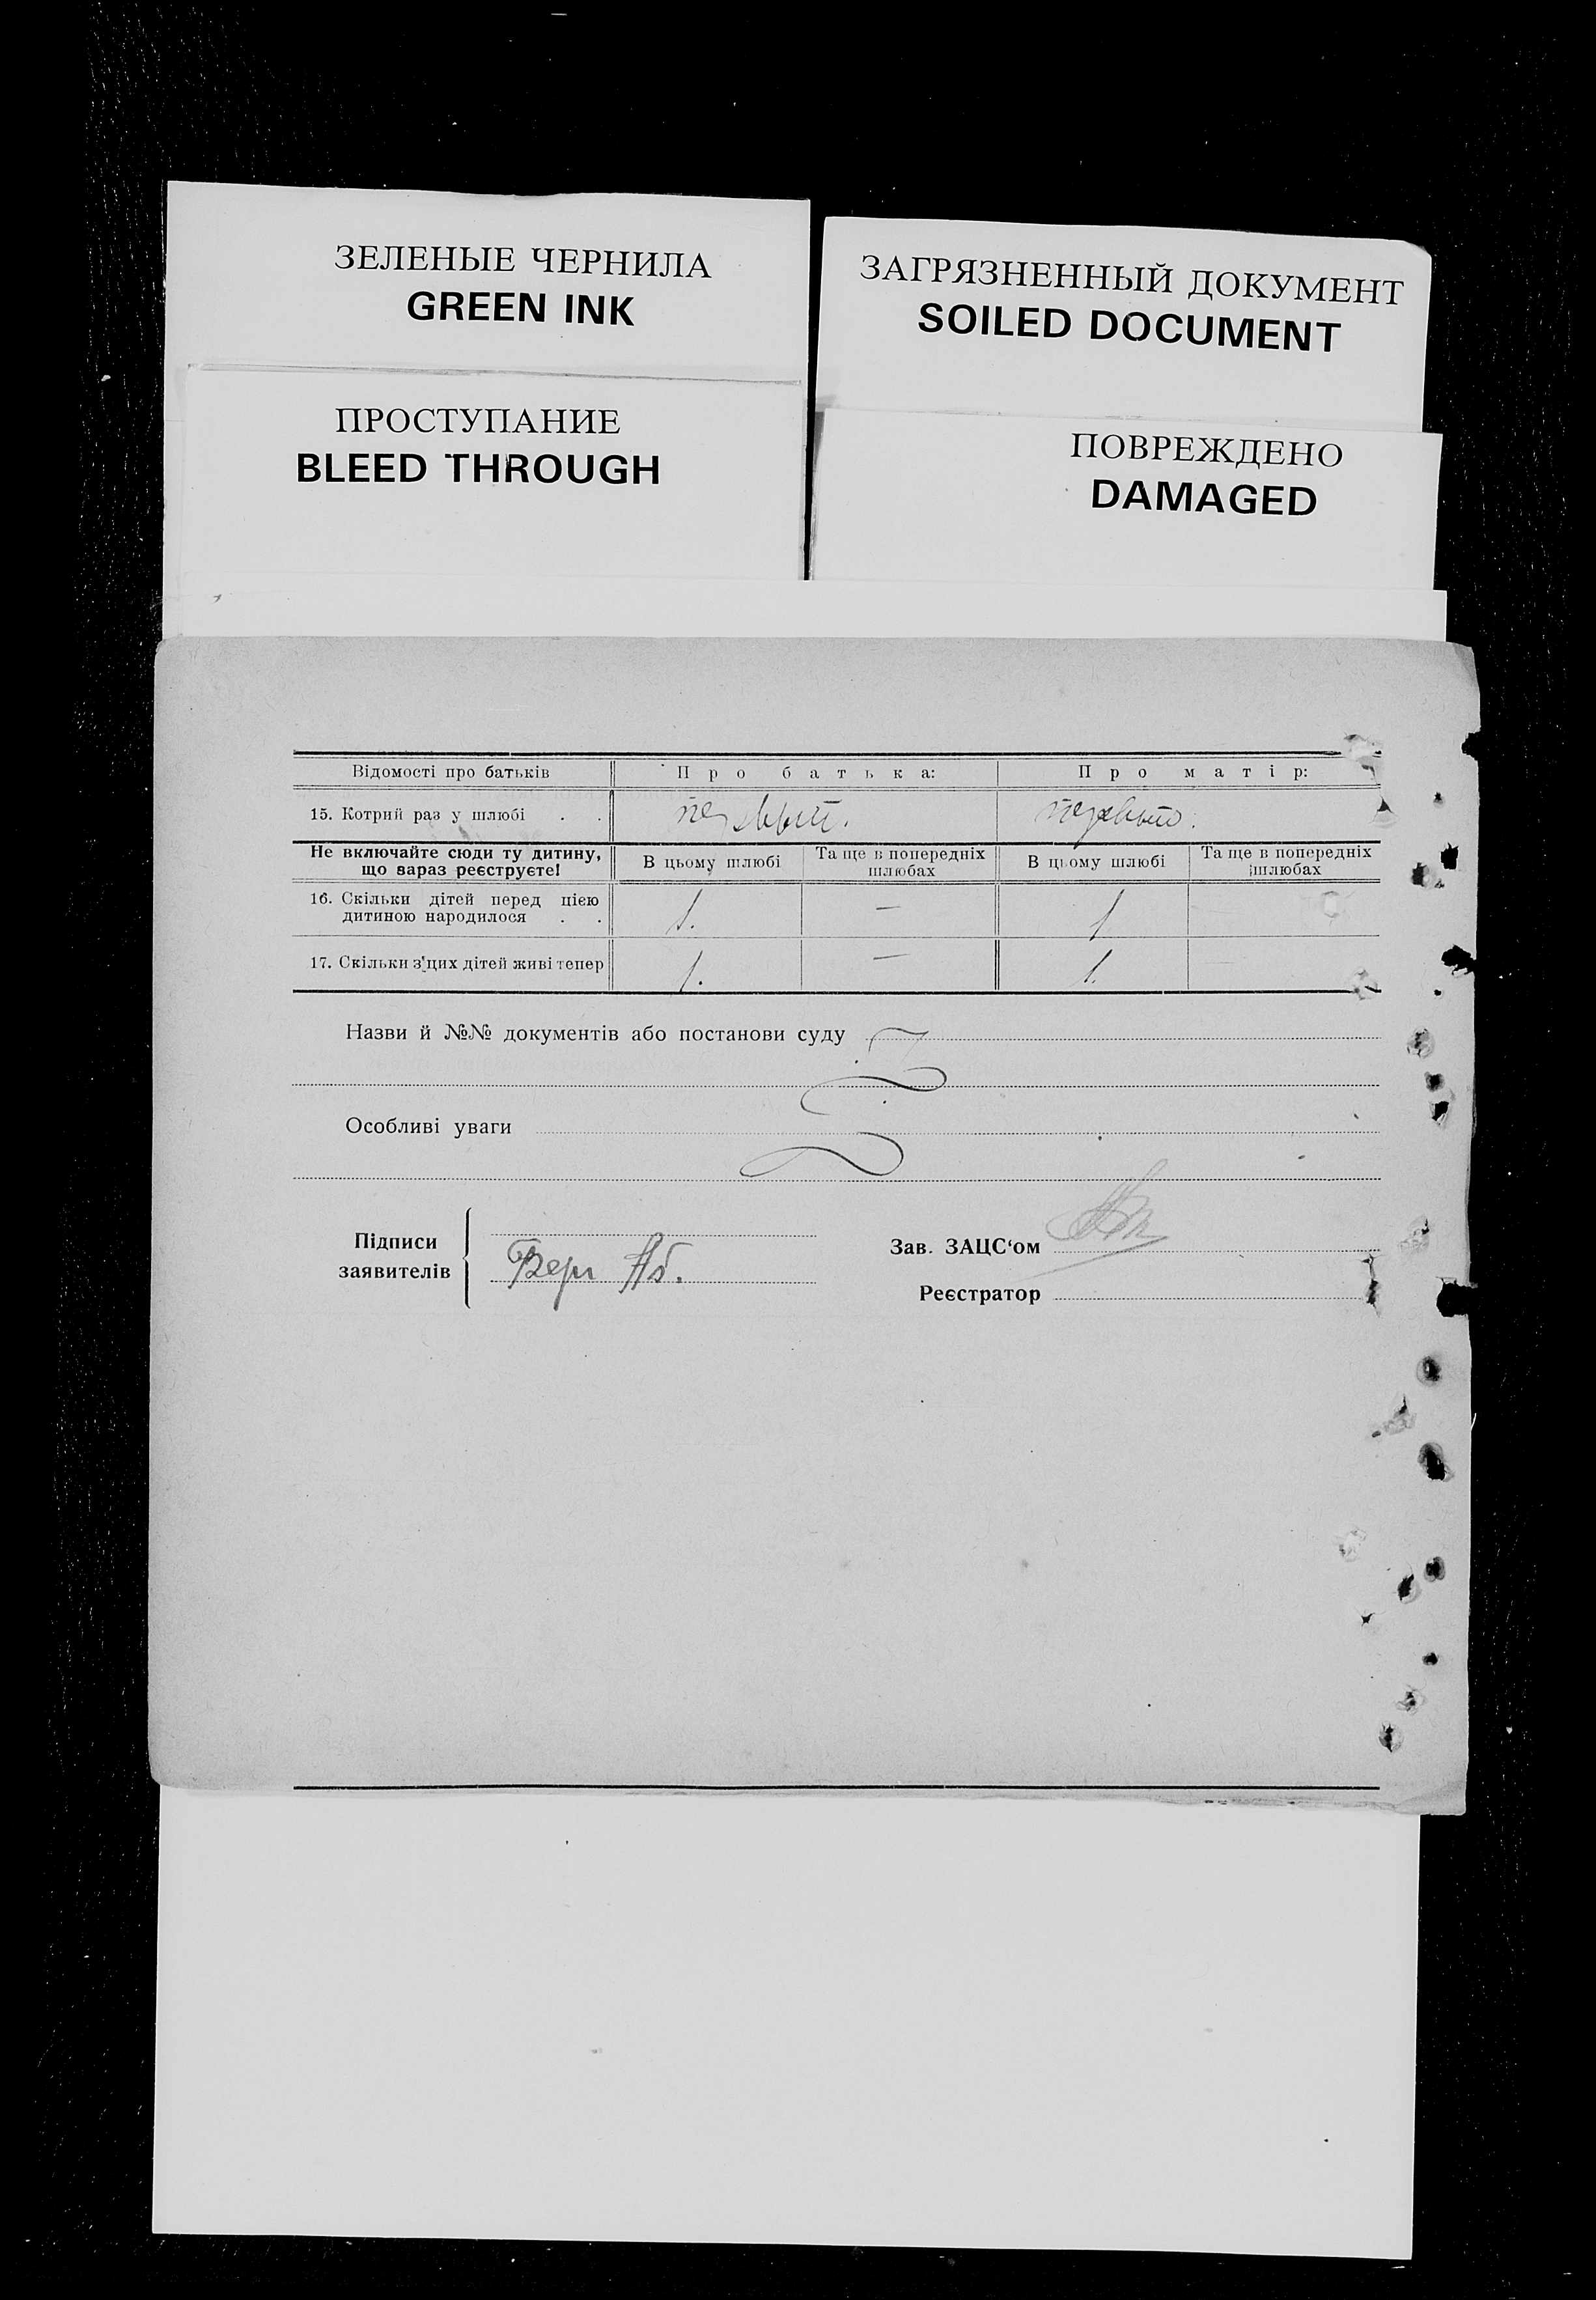 ЗЕЛЕНЫЕ ЧЕРНИЛА
GREEN INK
ЗАГРЯЗНЕННЫЙ ДОКУМЕНТ
SOILED DOCUMENT
ПРОСТУПАНИЕ
BLEED THROUGH
ПОВРЕЖДЕНО
DAMAGED
Відомості про батьків Про батька: Про матір:
15. Котрий раз у шлюбі . .
Не включайте сюди ту дитину, що вараз реєструєте! В цьому шлюбі Та ще в попередніх шлюбах В цьому шлюбі Та ще в попередніх шлюбах
16. Скільки дітей перед цією
дитиною народилося . . 1. — 1
17. Скільки з'цих дітей живі тепер 1. — 1.
Назви й №№ документів або постанови суду
Особливі уваги
Підписи
заявителів
Зав. ЗАЦС‘ом
Реєстратор